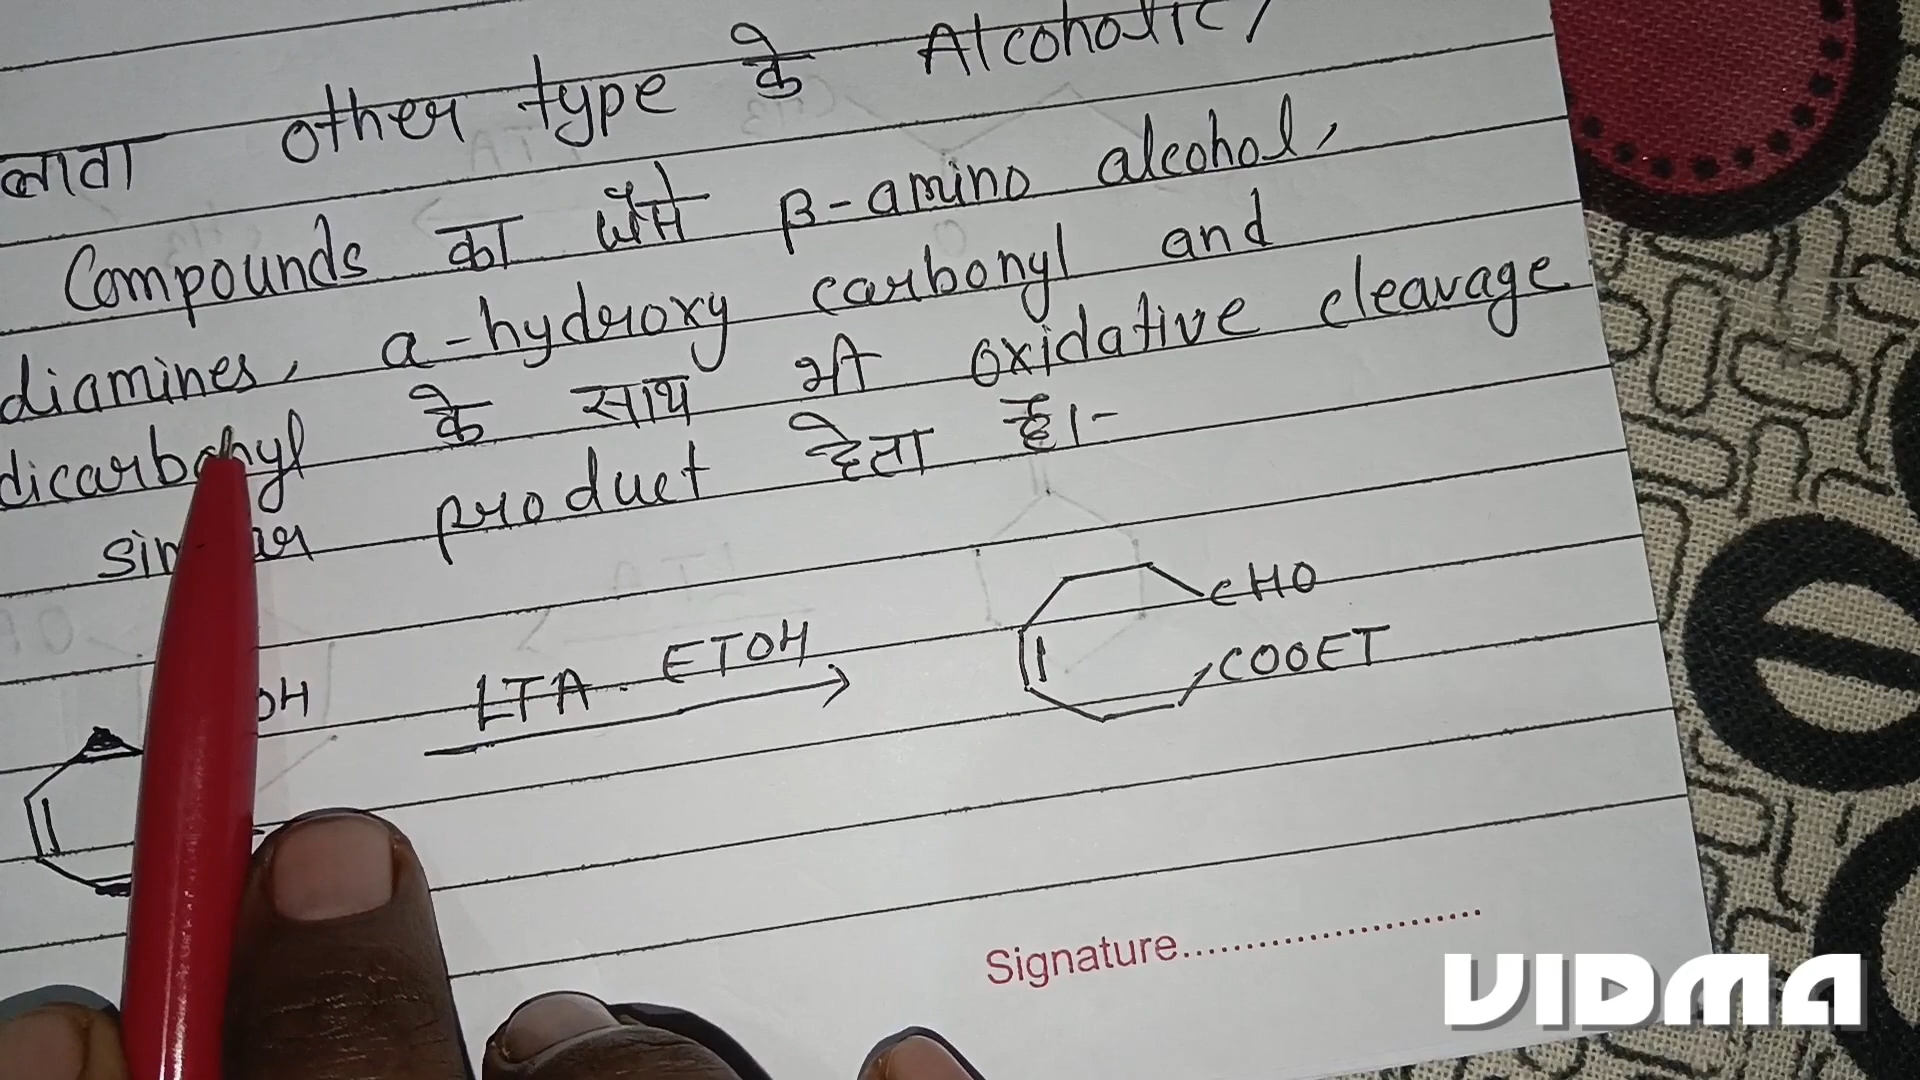 other type के Alcoholic,
Compounds का जैसे β-amino alcohol,
diamines, α-hydroxy carbonyl and
dicarbonyl के साथ भी oxidative cleavage
product देता है।-
OH
LTA. ETOH
CHO
COOET
Signature
VIDMA